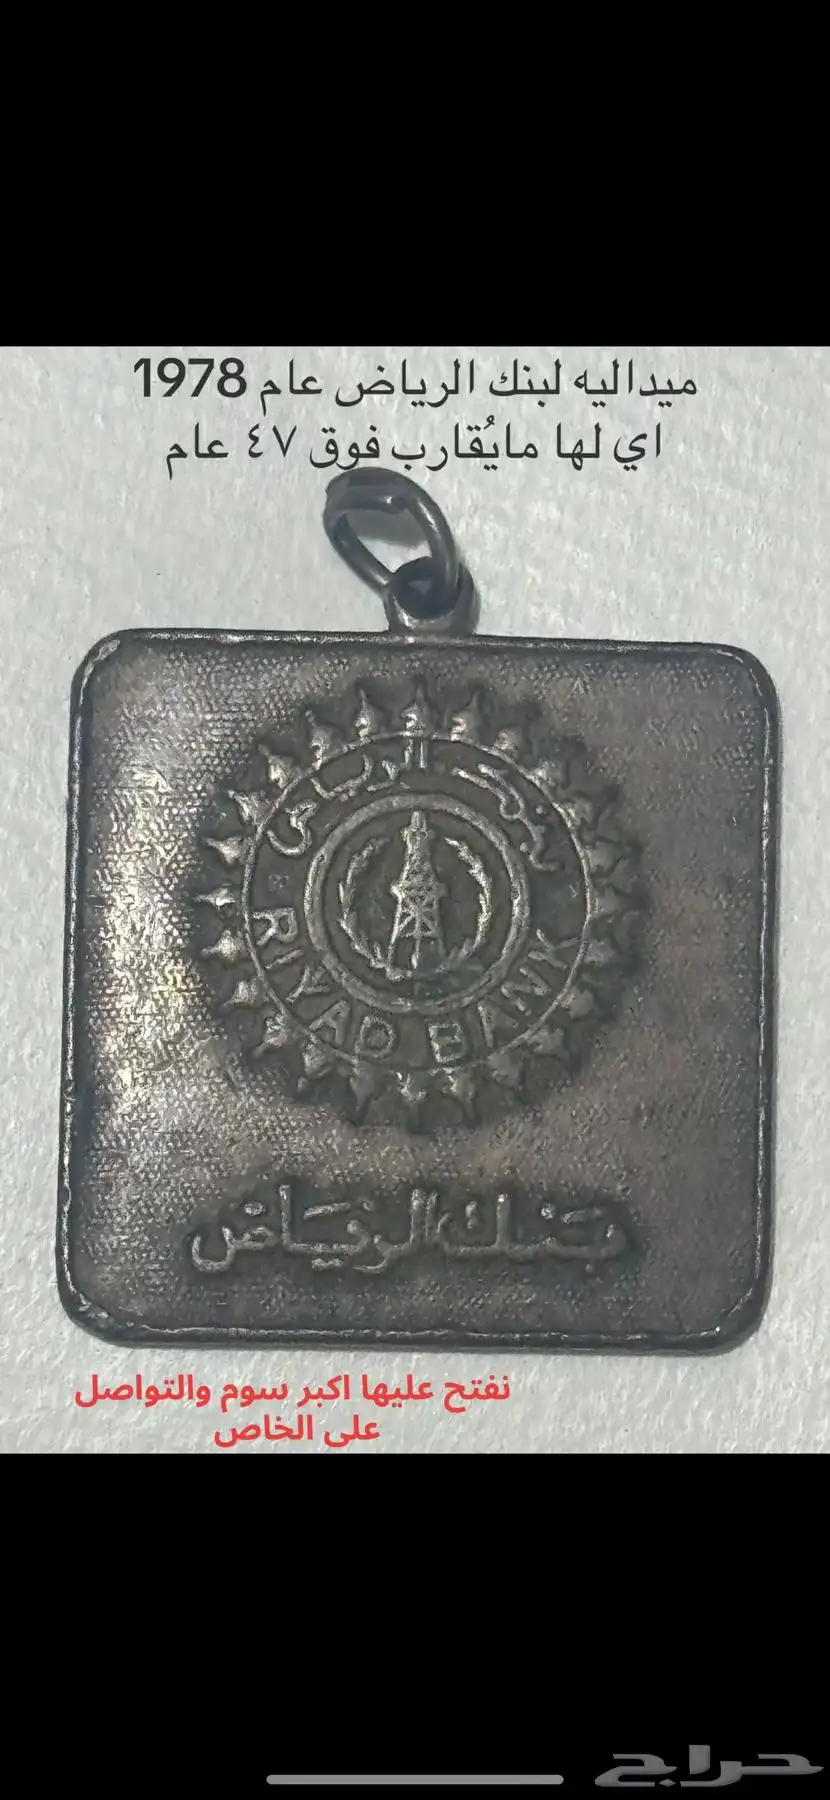 ميداليه لبنك الرياض عام 1978
اي لها مايُقارب فوق ٤٧ عام
بنك الرياض
RIYAD BANK
بنك الرياض
نفتح عليها اكبر سوم والتواصل
على الخاص
حراج